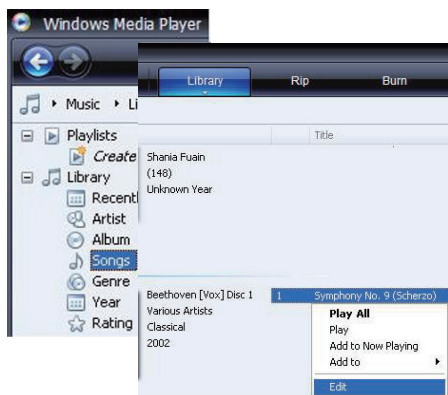 Windows Media Player
Music
Playlists
Create
Library
Artist
Album
Songs
Genre
Year
Rating
Library Rip Burn
Title
Shania Fuain
(148)
Unknown Year
Beethoven [Vox] Disc 1 1 Symphony No. 9 (Scherzo)
Various Artists
Classical
2002
Play All
Play
Add to Now Playing
Add to
Edit